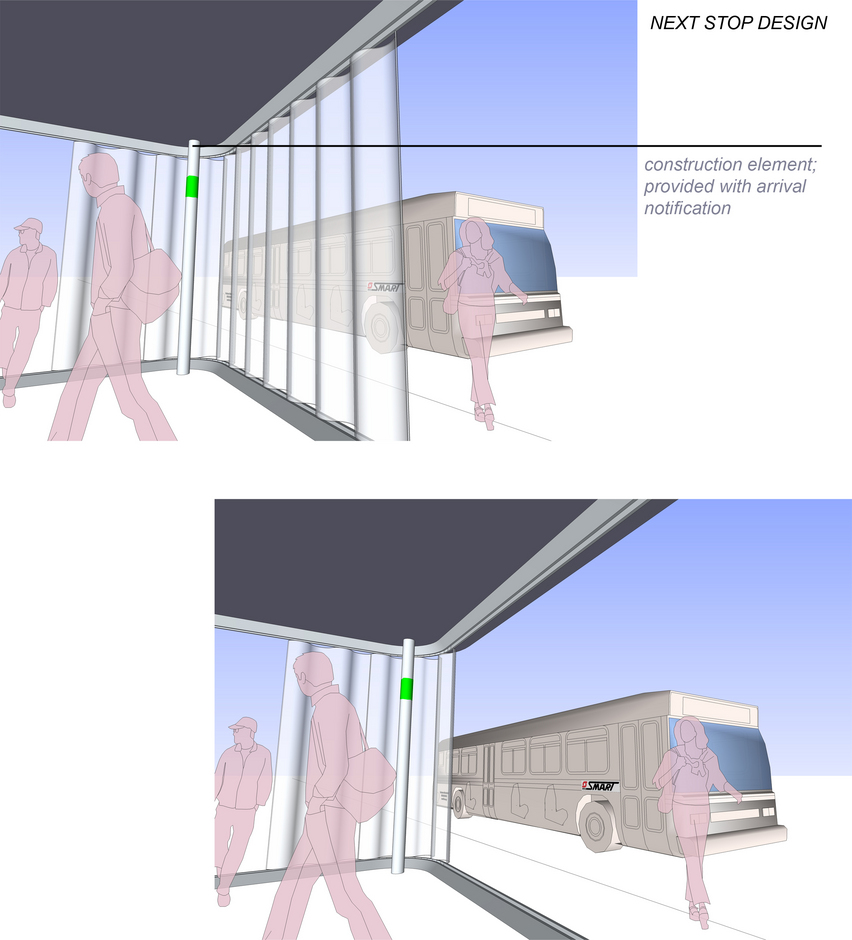 NEXT STOP DESIGN
construction element;
provided with arrival
notification
SMART
SMART